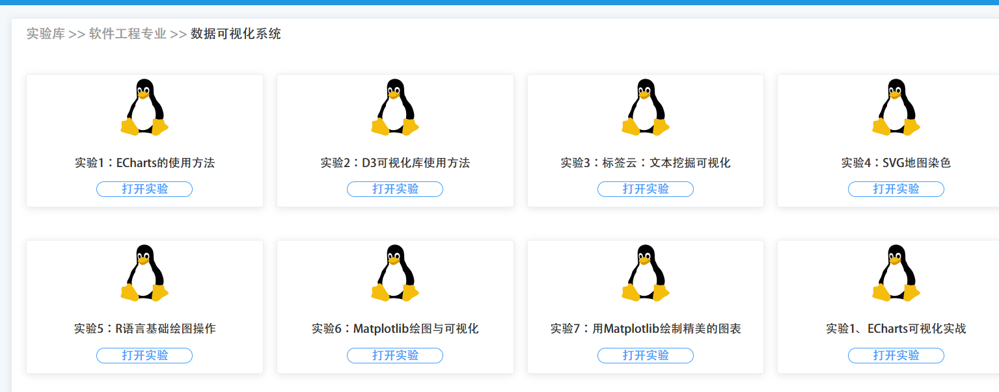 实验库 >> 软件工程专业 >> 数据可视化系统
实验1：ECharts的使用方法
打开实验
实验2：D3可视化库使用方法
打开实验
实验3：标签云：文本挖掘可视化
打开实验
实验4：SVG地图染色
打开实验
实验5：R语言基础绘图操作
打开实验
实验6：Matplotlib绘图与可视化
打开实验
实验7：用Matplotlib绘制精美的图表
打开实验
实验1、ECharts可视化实战
打开实验